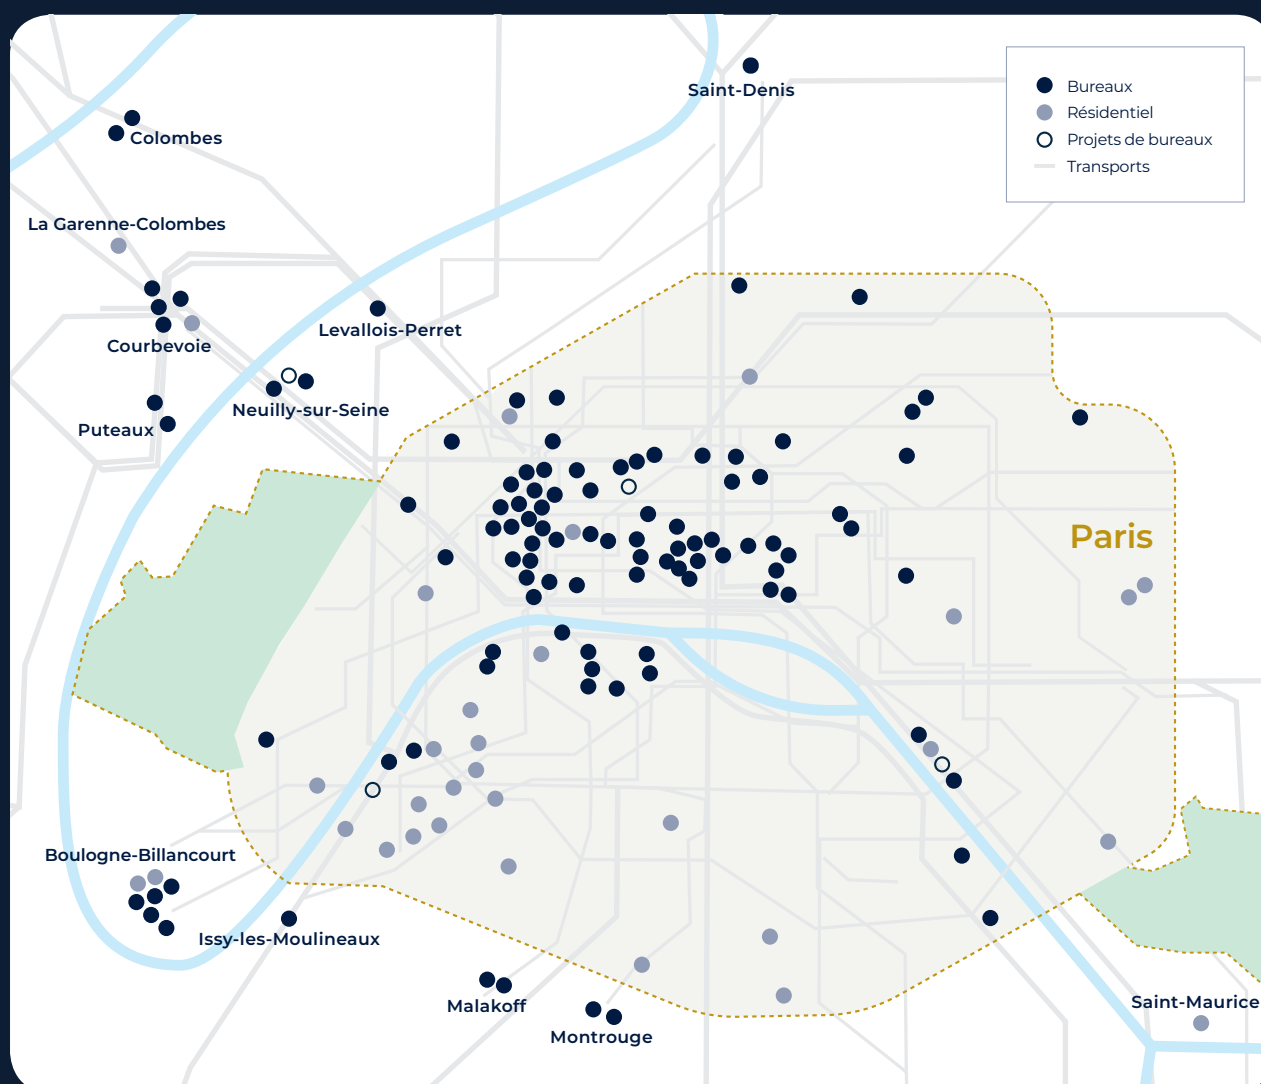 Saint-Denis
Bureaux
Résidentiel
Projets de bureaux
Transports
Colombes
La Garenne-Colombes
Levallois-Perret
Courbevoie
Neuilly-sur-Seine
Puteaux
Paris
Boulogne-Billancourt
Issy-les-Moulineaux
Malakoff
Saint-Maurice
Montrouge